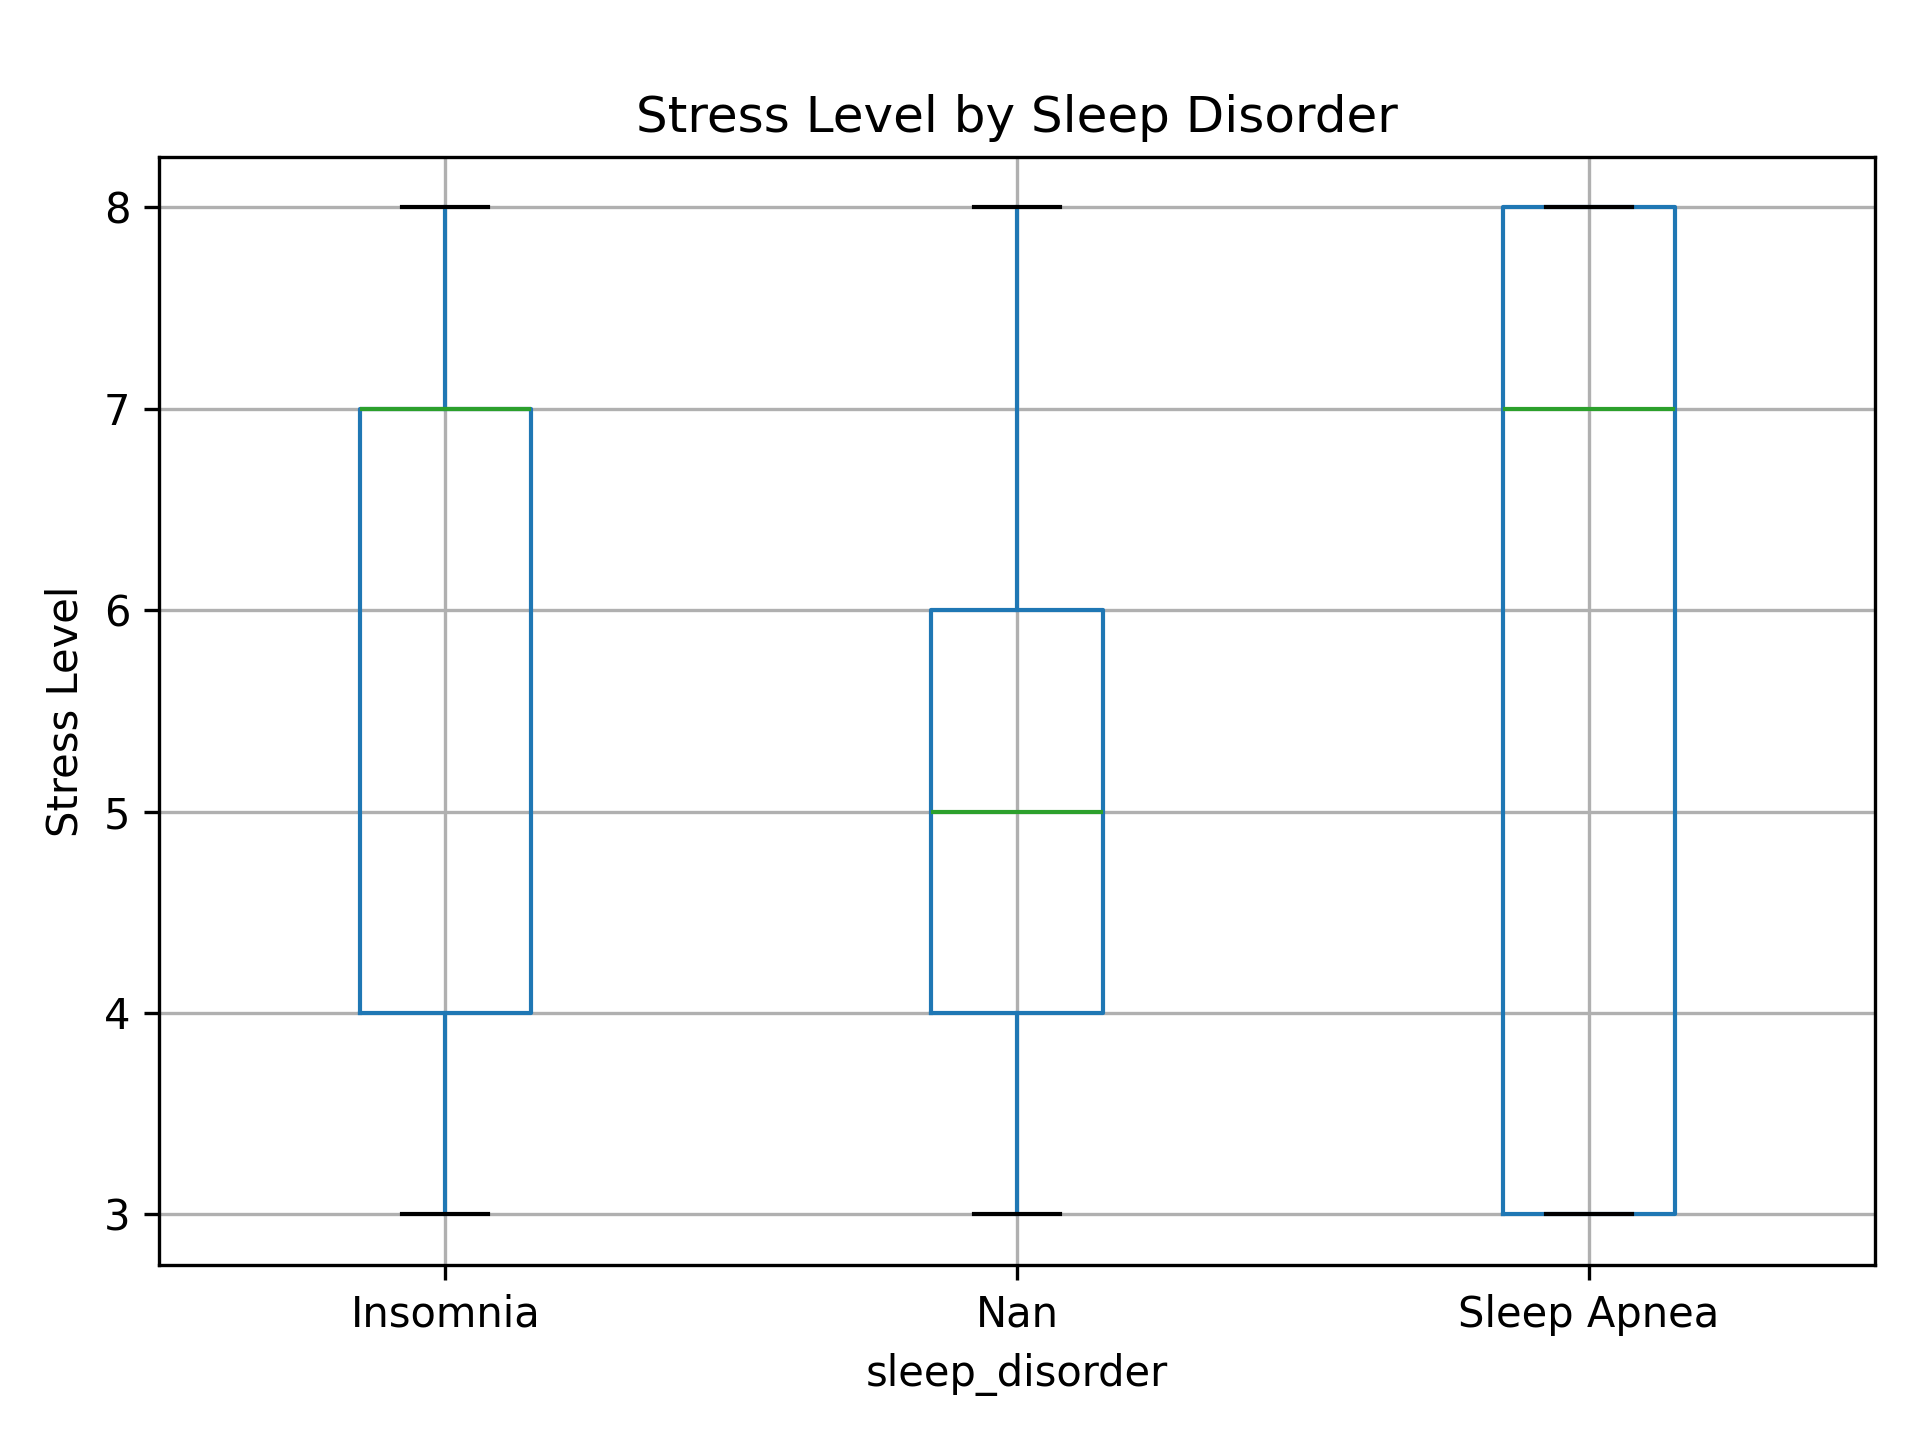 Stress Level by Sleep Disorder
8
7
6
5
4
3
Stress Level
Insomnia
Nan
Sleep Apnea
sleep_disorder